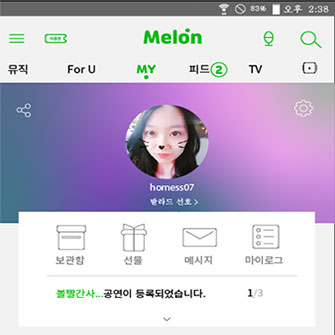 83% 오후 2:38
이용권 Melon
뮤직 For U MY 피드 2 TV
homess07
발라드 선호 >
보관함 선물 메시지 마이로그
볼빨간사... 공연이 등록되었습니다. 1/3